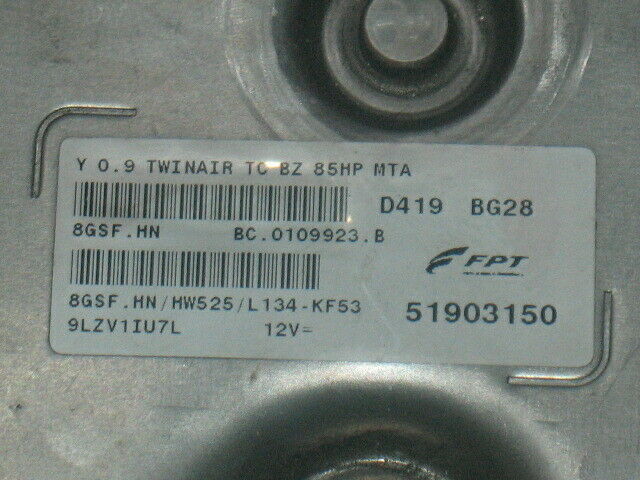 Y 0.9 TWINAIR TC BZ 85HP MTA
D419 BG28
8GSF.HN BC.0109923.B
FPT
8GSF.HN/HW525/L134-KF53
51903150
9LZV1IU7L 12V=